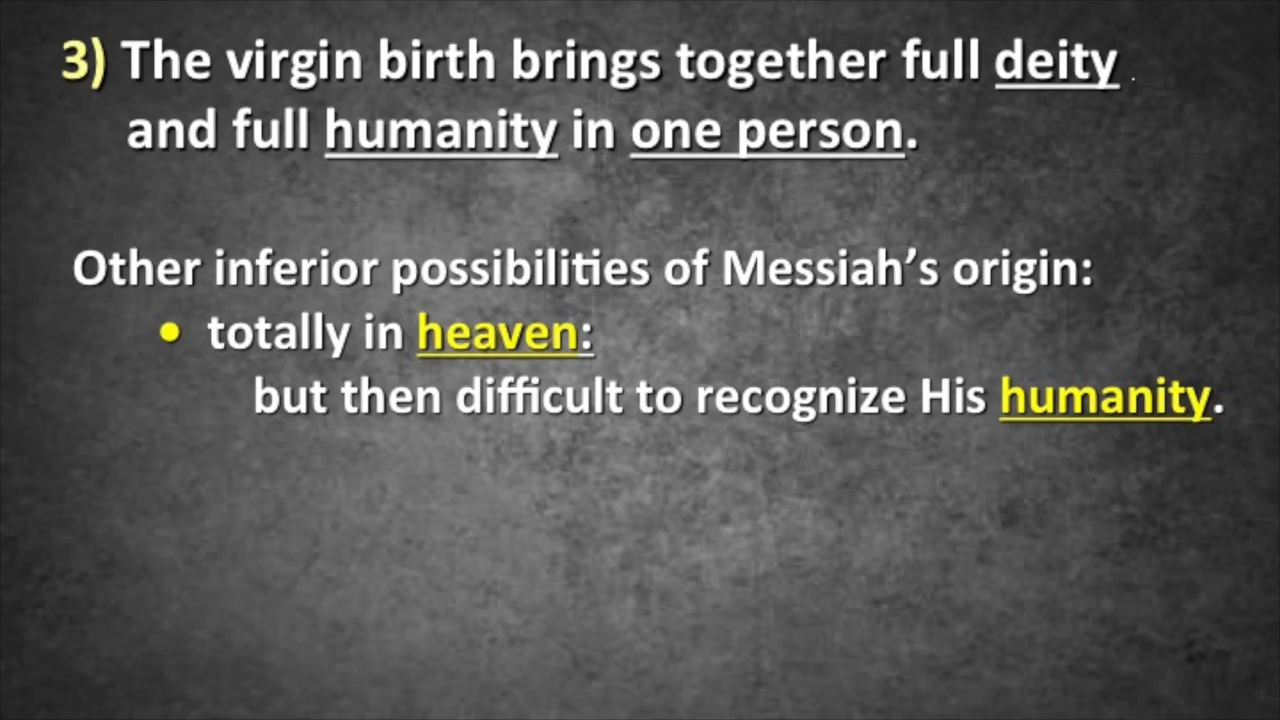 3) The virgin birth brings together full deity .
and full humanity in one person.
Other inferior possibilities of Messiah’s origin:
• totally in heaven:
but then difficult to recognize His humanity.